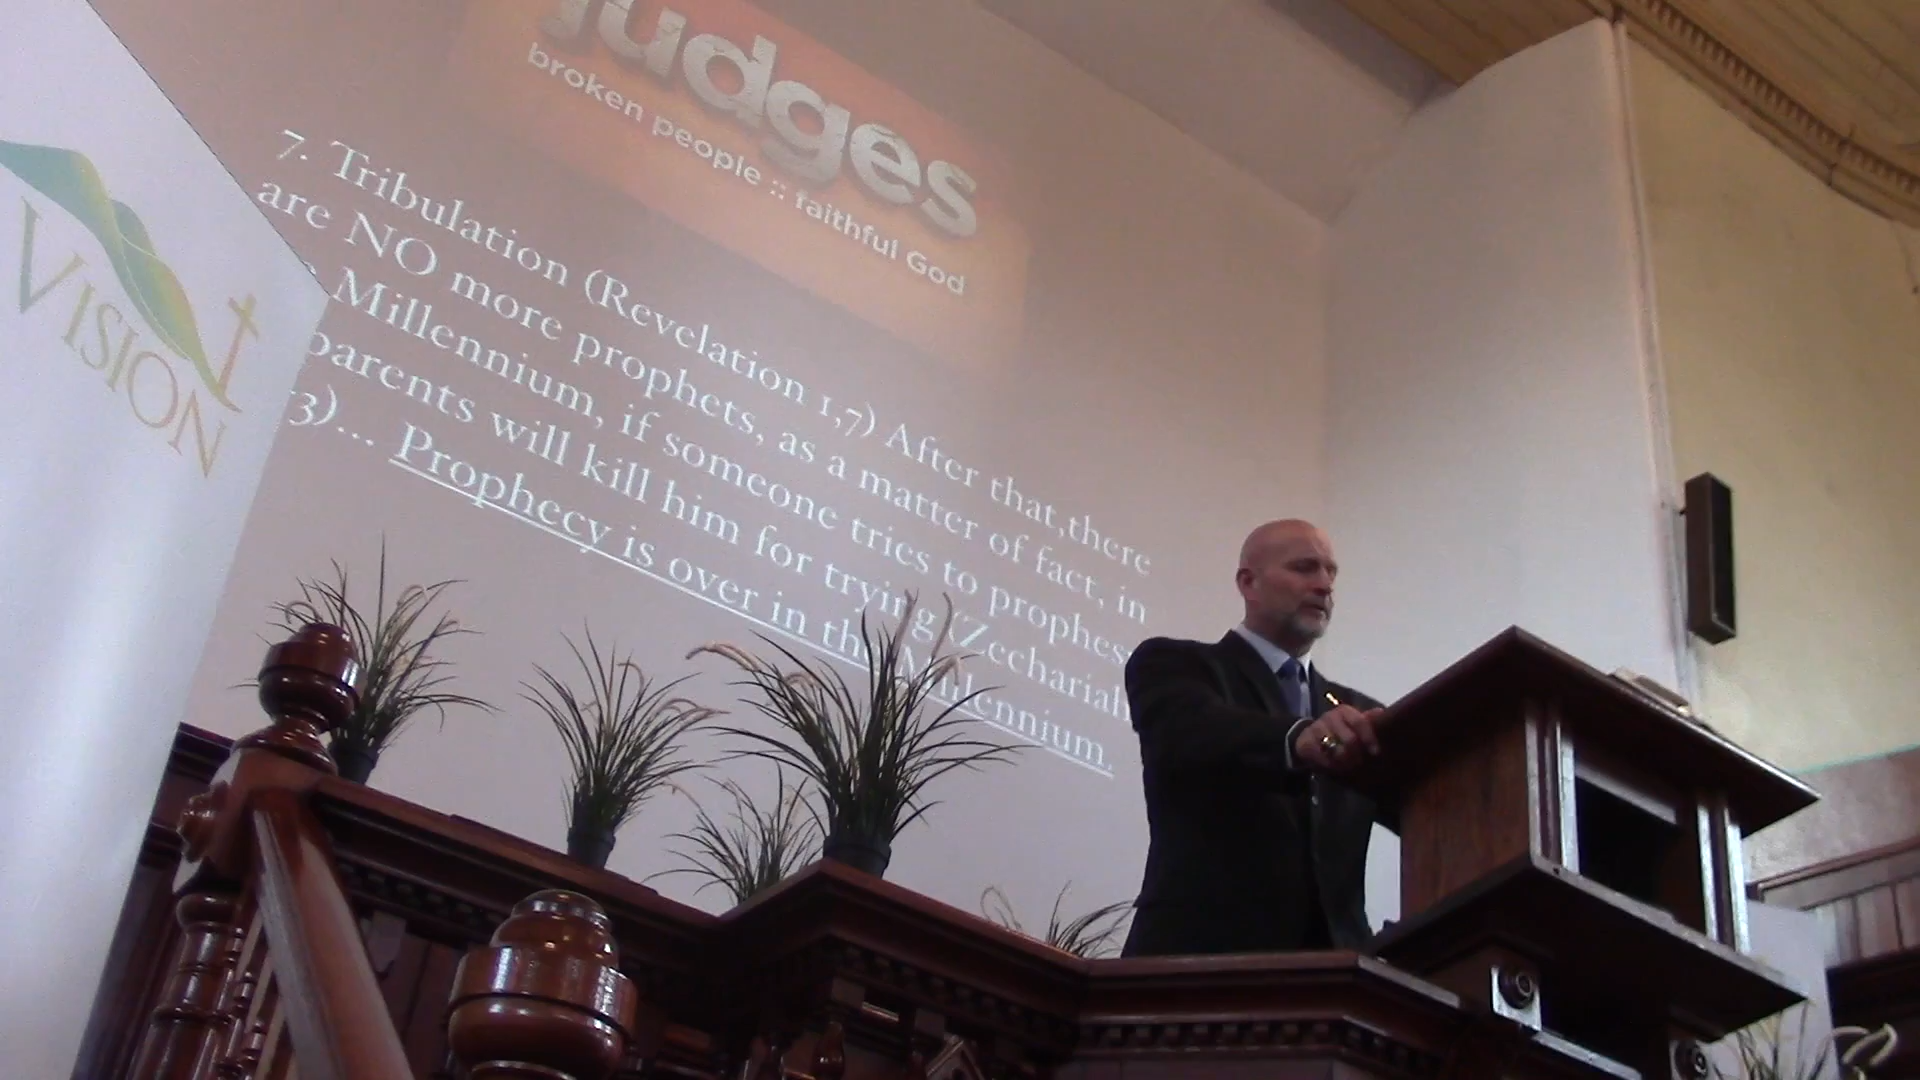 Judges
broken people :: faithful God
7. Tribulation (Revelation 1,7) After that,there
are NO more prophets, as a matter of fact, in
Millennium, if someone tries to
parents will kill him for trying (Zechariah
3)... Prophecy is over in the Millennium.
VISION